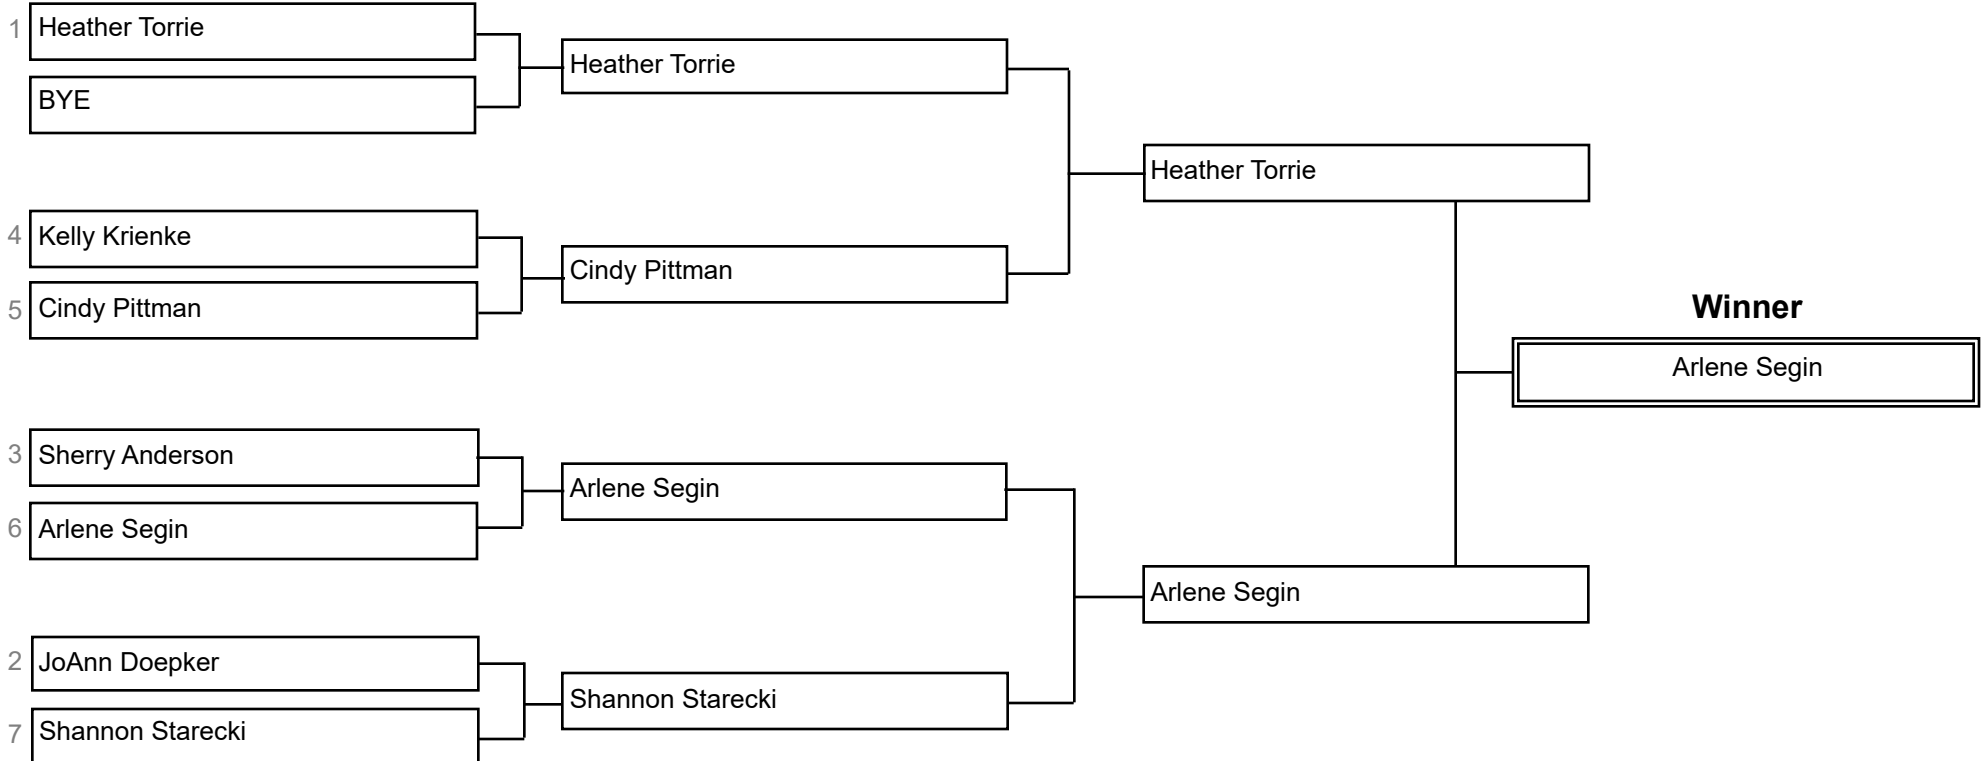 1 Heather Torrie
BYE
Heather Torrie
4 Kelly Krienke
5 Cindy Pittman
Cindy Pittman
Heather Torrie
3 Sherry Anderson
6 Arlene Segin
Arlene Segin
2 JoAnn Doepker
7 Shannon Starecki
Shannon Starecki
Arlene Segin
Winner
Arlene Segin